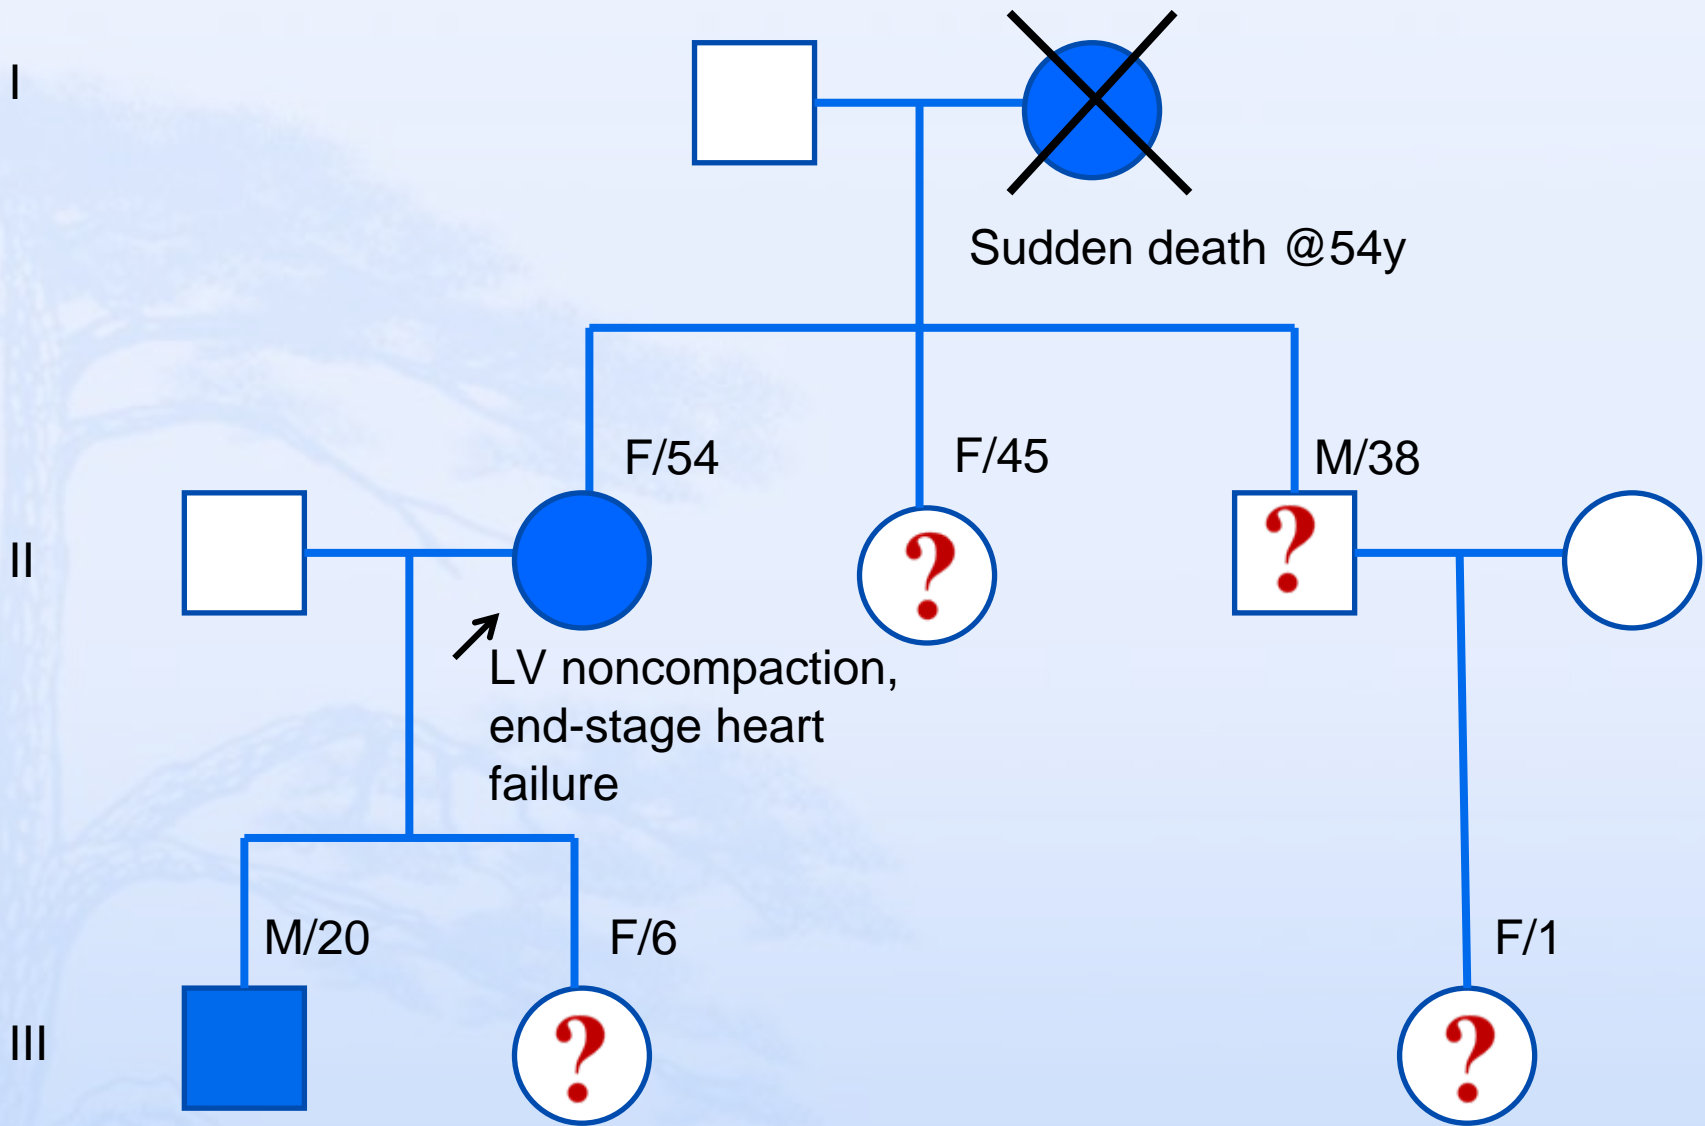 I
Sudden death @54y
F/54
F/45
M/38
II
?
?
LV noncompaction,
end-stage heart
failure
M/20
F/6
F/1
III
?
?